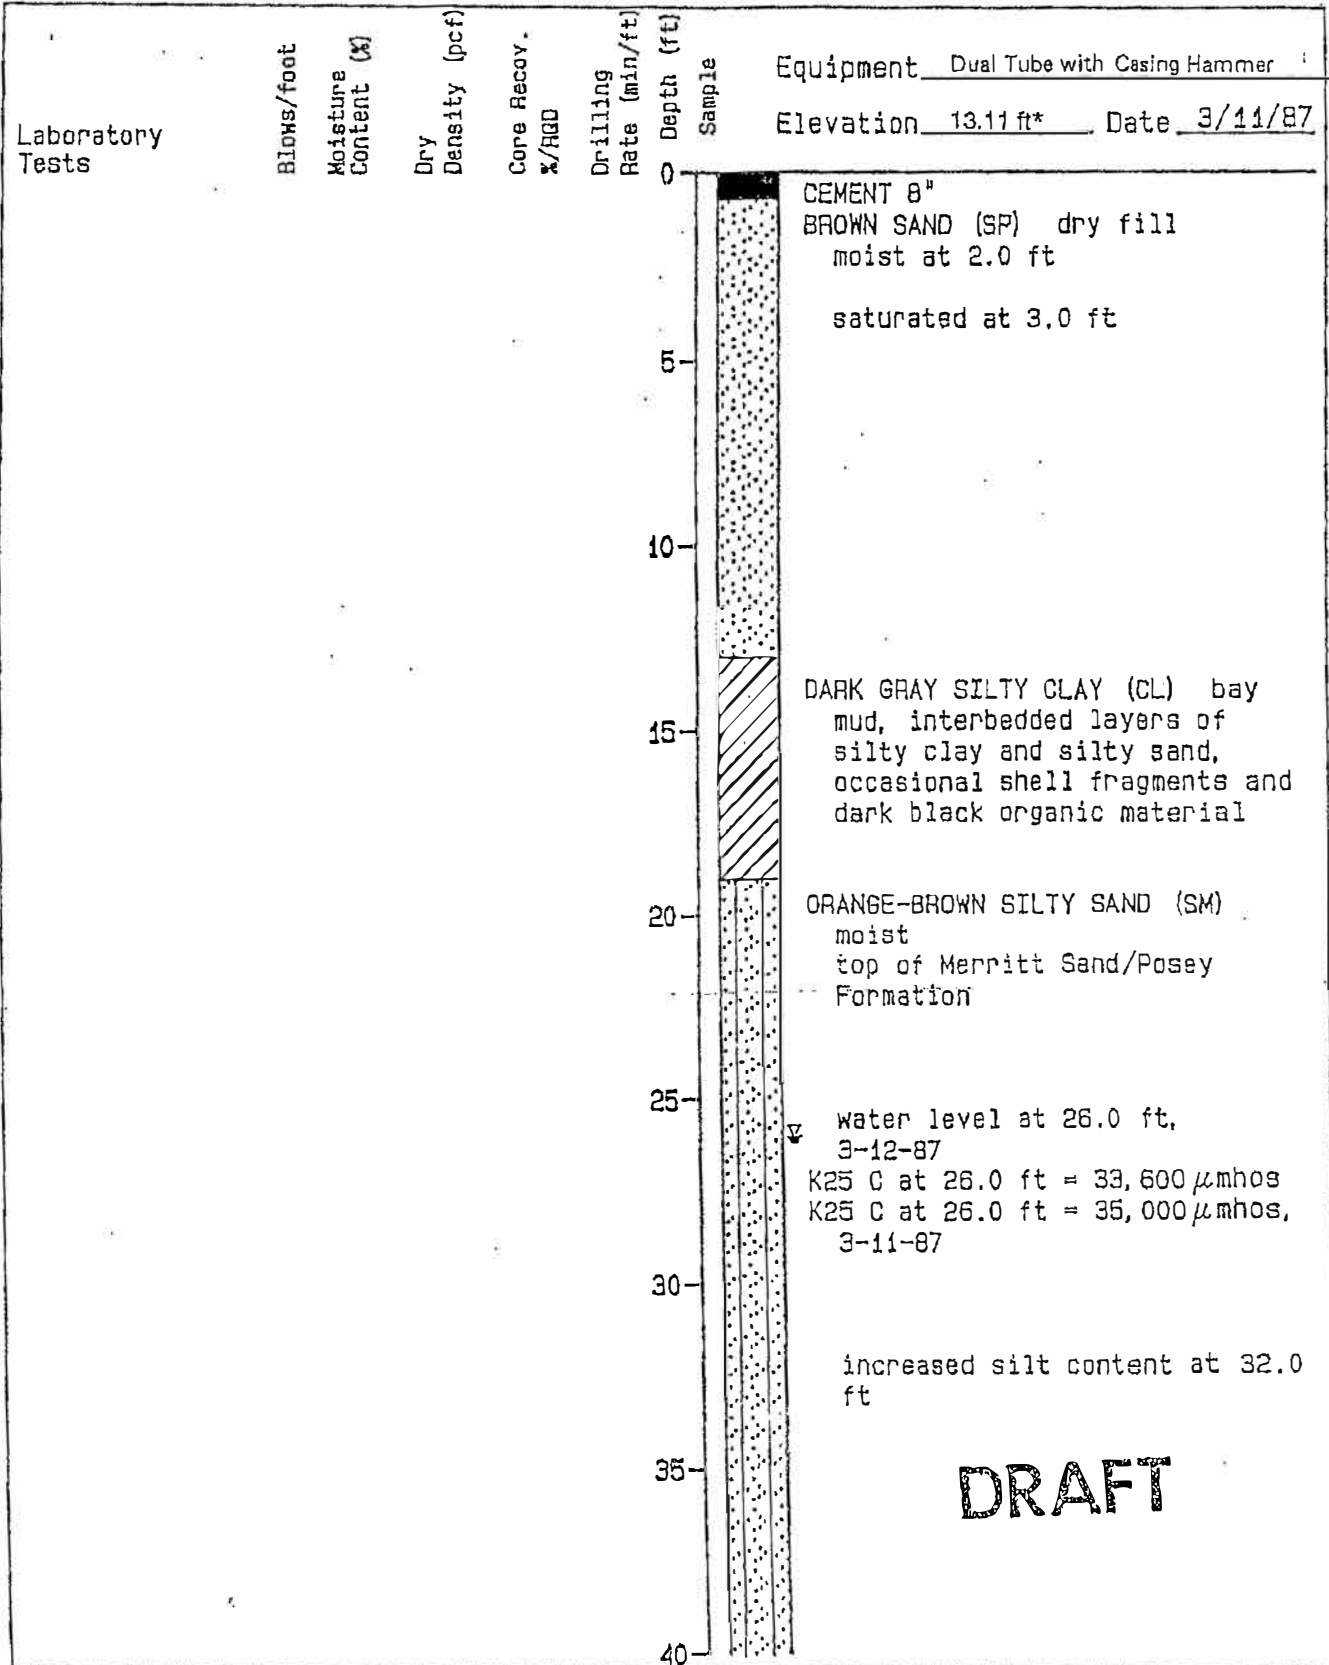 Laboratory
Tests
Blows/foot
Moisture
Content (%)
Dry
Density (pcf)
Core Recov.
%/RQD
Drilling
Rate (min/ft)
Depth (ft)
Sample
Equipment Dual Tube with Casing Hammer
Elevation 13.11 ft* Date 3/11/87
0
CEMENT 8"
BROWN SAND (SP) dry fill
moist at 2.0 ft
saturated at 3.0 ft
5
10
DARK GRAY SILTY CLAY (CL) bay
mud, interbedded layers of
15
silty clay and silty sand,
occasional shell fragments and
dark black organic material
ORANGE-BROWN SILTY SAND (SM)
20
moist
top of Merritt Sand/Posey
Formation
25
water level at 26.0 ft,
3-12-87
K25 C at 26.0 ft = 33,600 µmhos
K25 C at 26.0 ft = 35,000 µmhos,
3-11-87
30
increased silt content at 32.0
ft
35
DRAFT
40